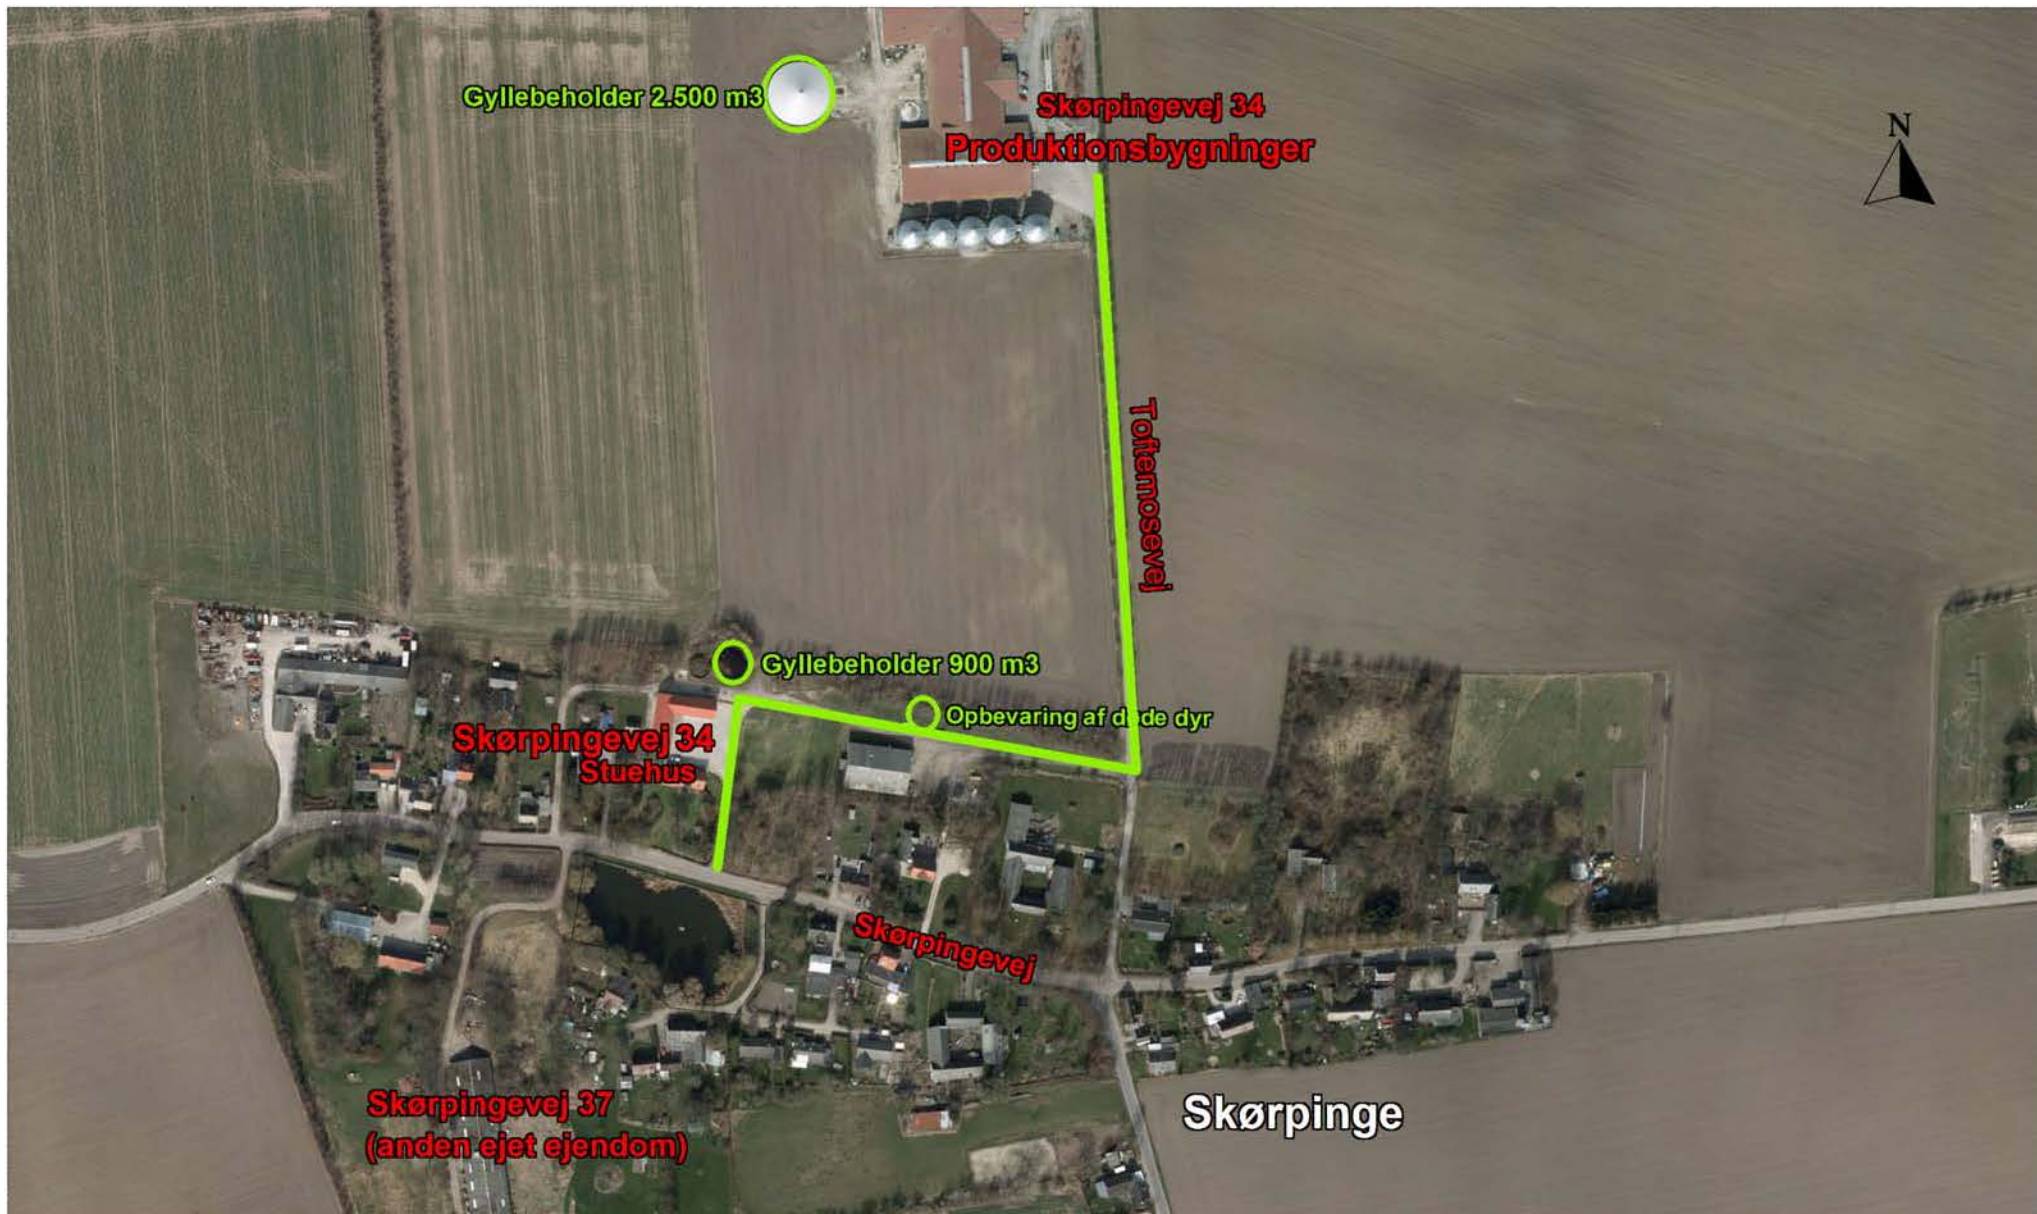 Gyllebeholder 2.500 m3
Skørpingevej 34
Produktionsbygninger
N
Toftemosevej
Gyllebeholder 900 m3
Opbevaring af døde dyr
Skørpingevej 34
Stuehus
Skørpingevej
Skørpingevej 37
(anden ejet ejendom)
Skørpinge